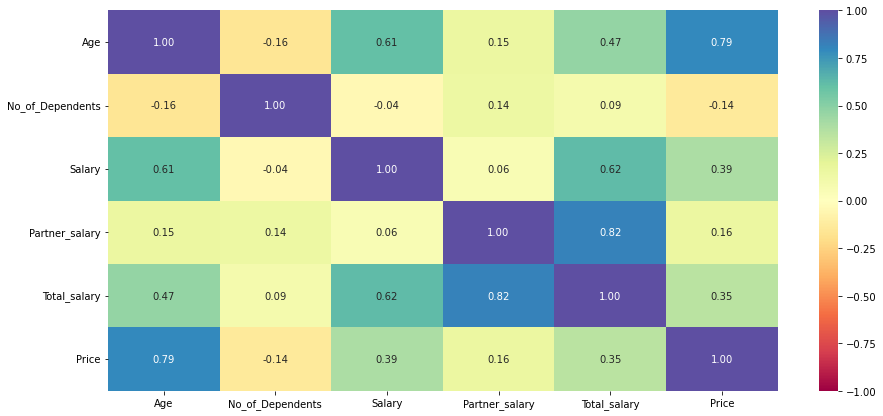 Age 1.00 -0.16 0.61 0.15 0.47 0.79
No_of_Dependents -0.16 1.00 -0.04 0.14 0.09 -0.14
Salary 0.61 -0.04 1.00 0.06 0.62 0.39
Partner_salary 0.15 0.14 0.06 1.00 0.82 0.16
Total_salary 0.47 0.09 0.62 0.82 1.00 0.35
Price 0.79 -0.14 0.39 0.16 0.35 1.00
Age No_of_Dependents Salary Partner_salary Total_salary Price
1.00
0.75
0.50
0.25
0.00
−0.25
−0.50
−0.75
−1.00